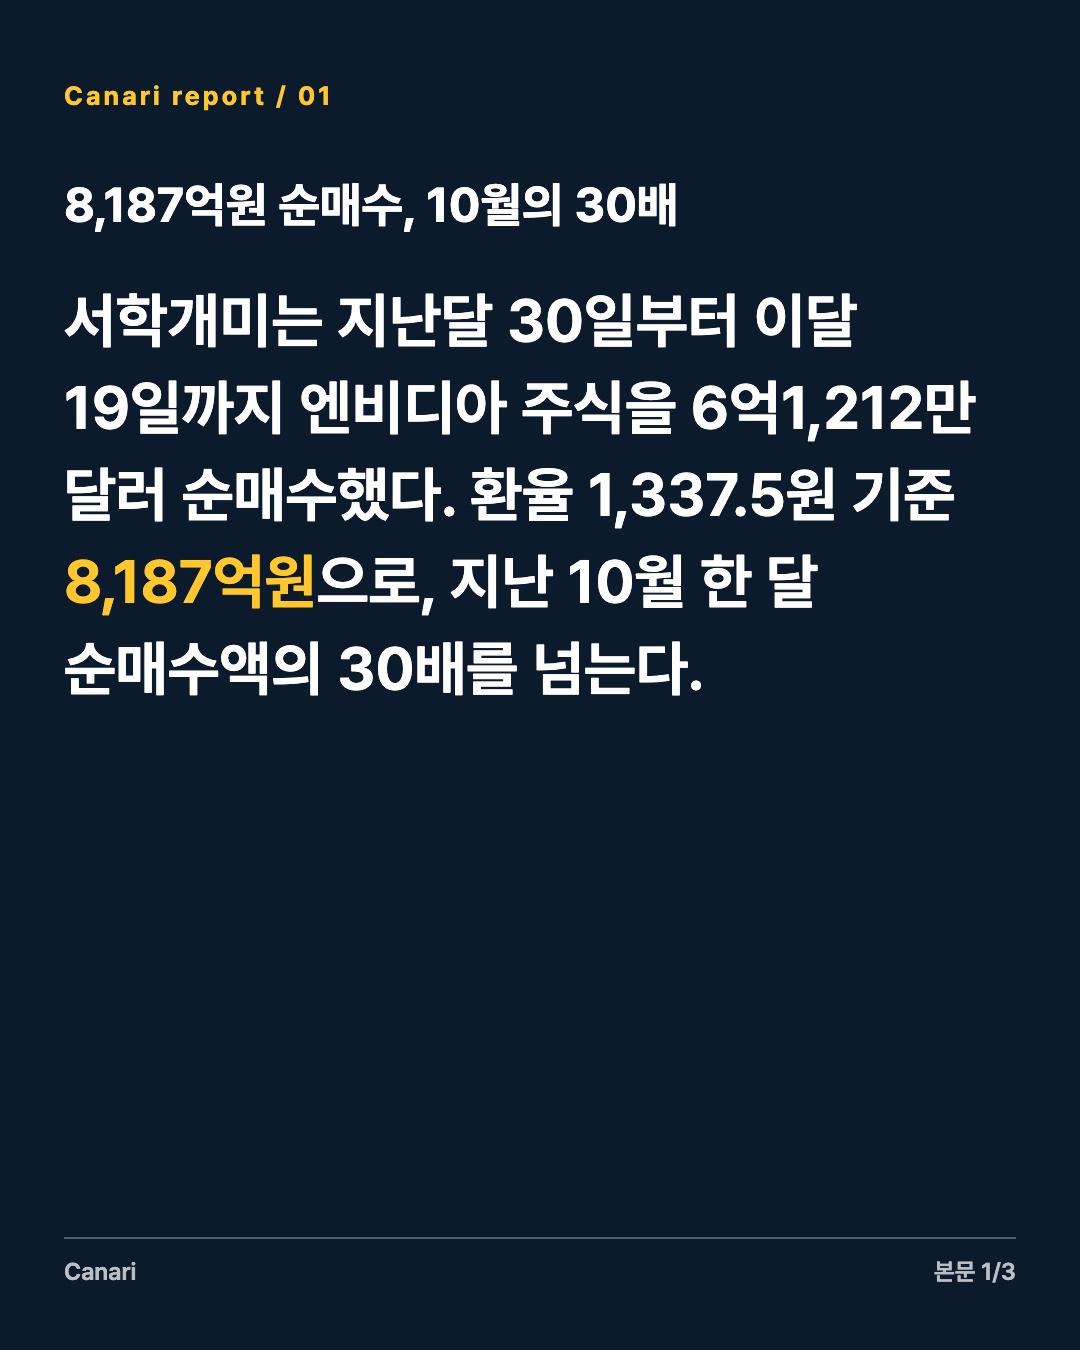 Canari report / 01
8,187억원 순매수, 10월의 30배
서학개미는 지난달 30일부터 이달
19일까지 엔비디아 주식을 6억1,212만
달러 순매수했다. 환율 1,337.5원 기준
8,187억원으로, 지난 10월 한 달
순매수액의 30배를 넘는다.
Canari
본문 1/3